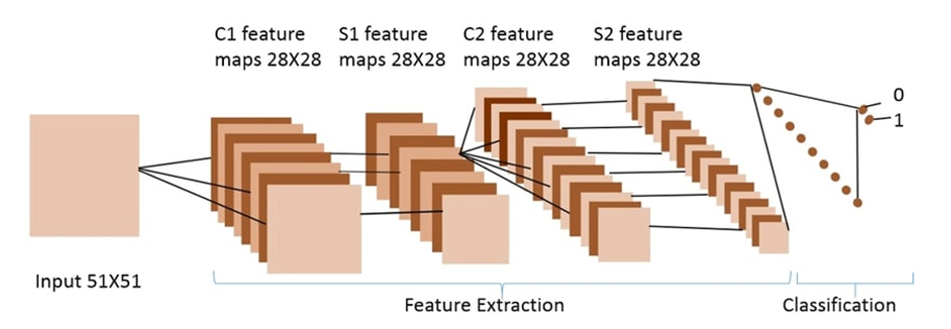 C1 feature
maps 28X28
S1 feature
maps 28X28
C2 feature
maps 28X28
S2 feature
maps 28X28
0
1
Input 51X51
Feature Extraction
Classification